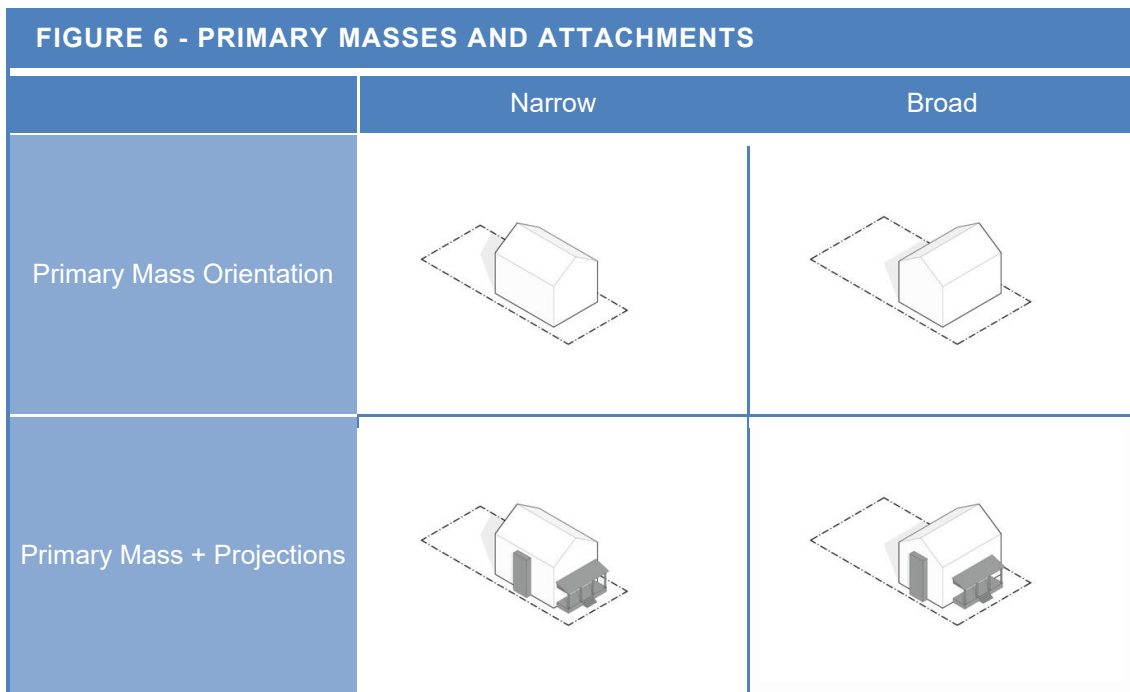 FIGURE 6 - PRIMARY MASSES AND ATTACHMENTS
Narrow
Broad
Primary Mass Orientation
Primary Mass + Projections